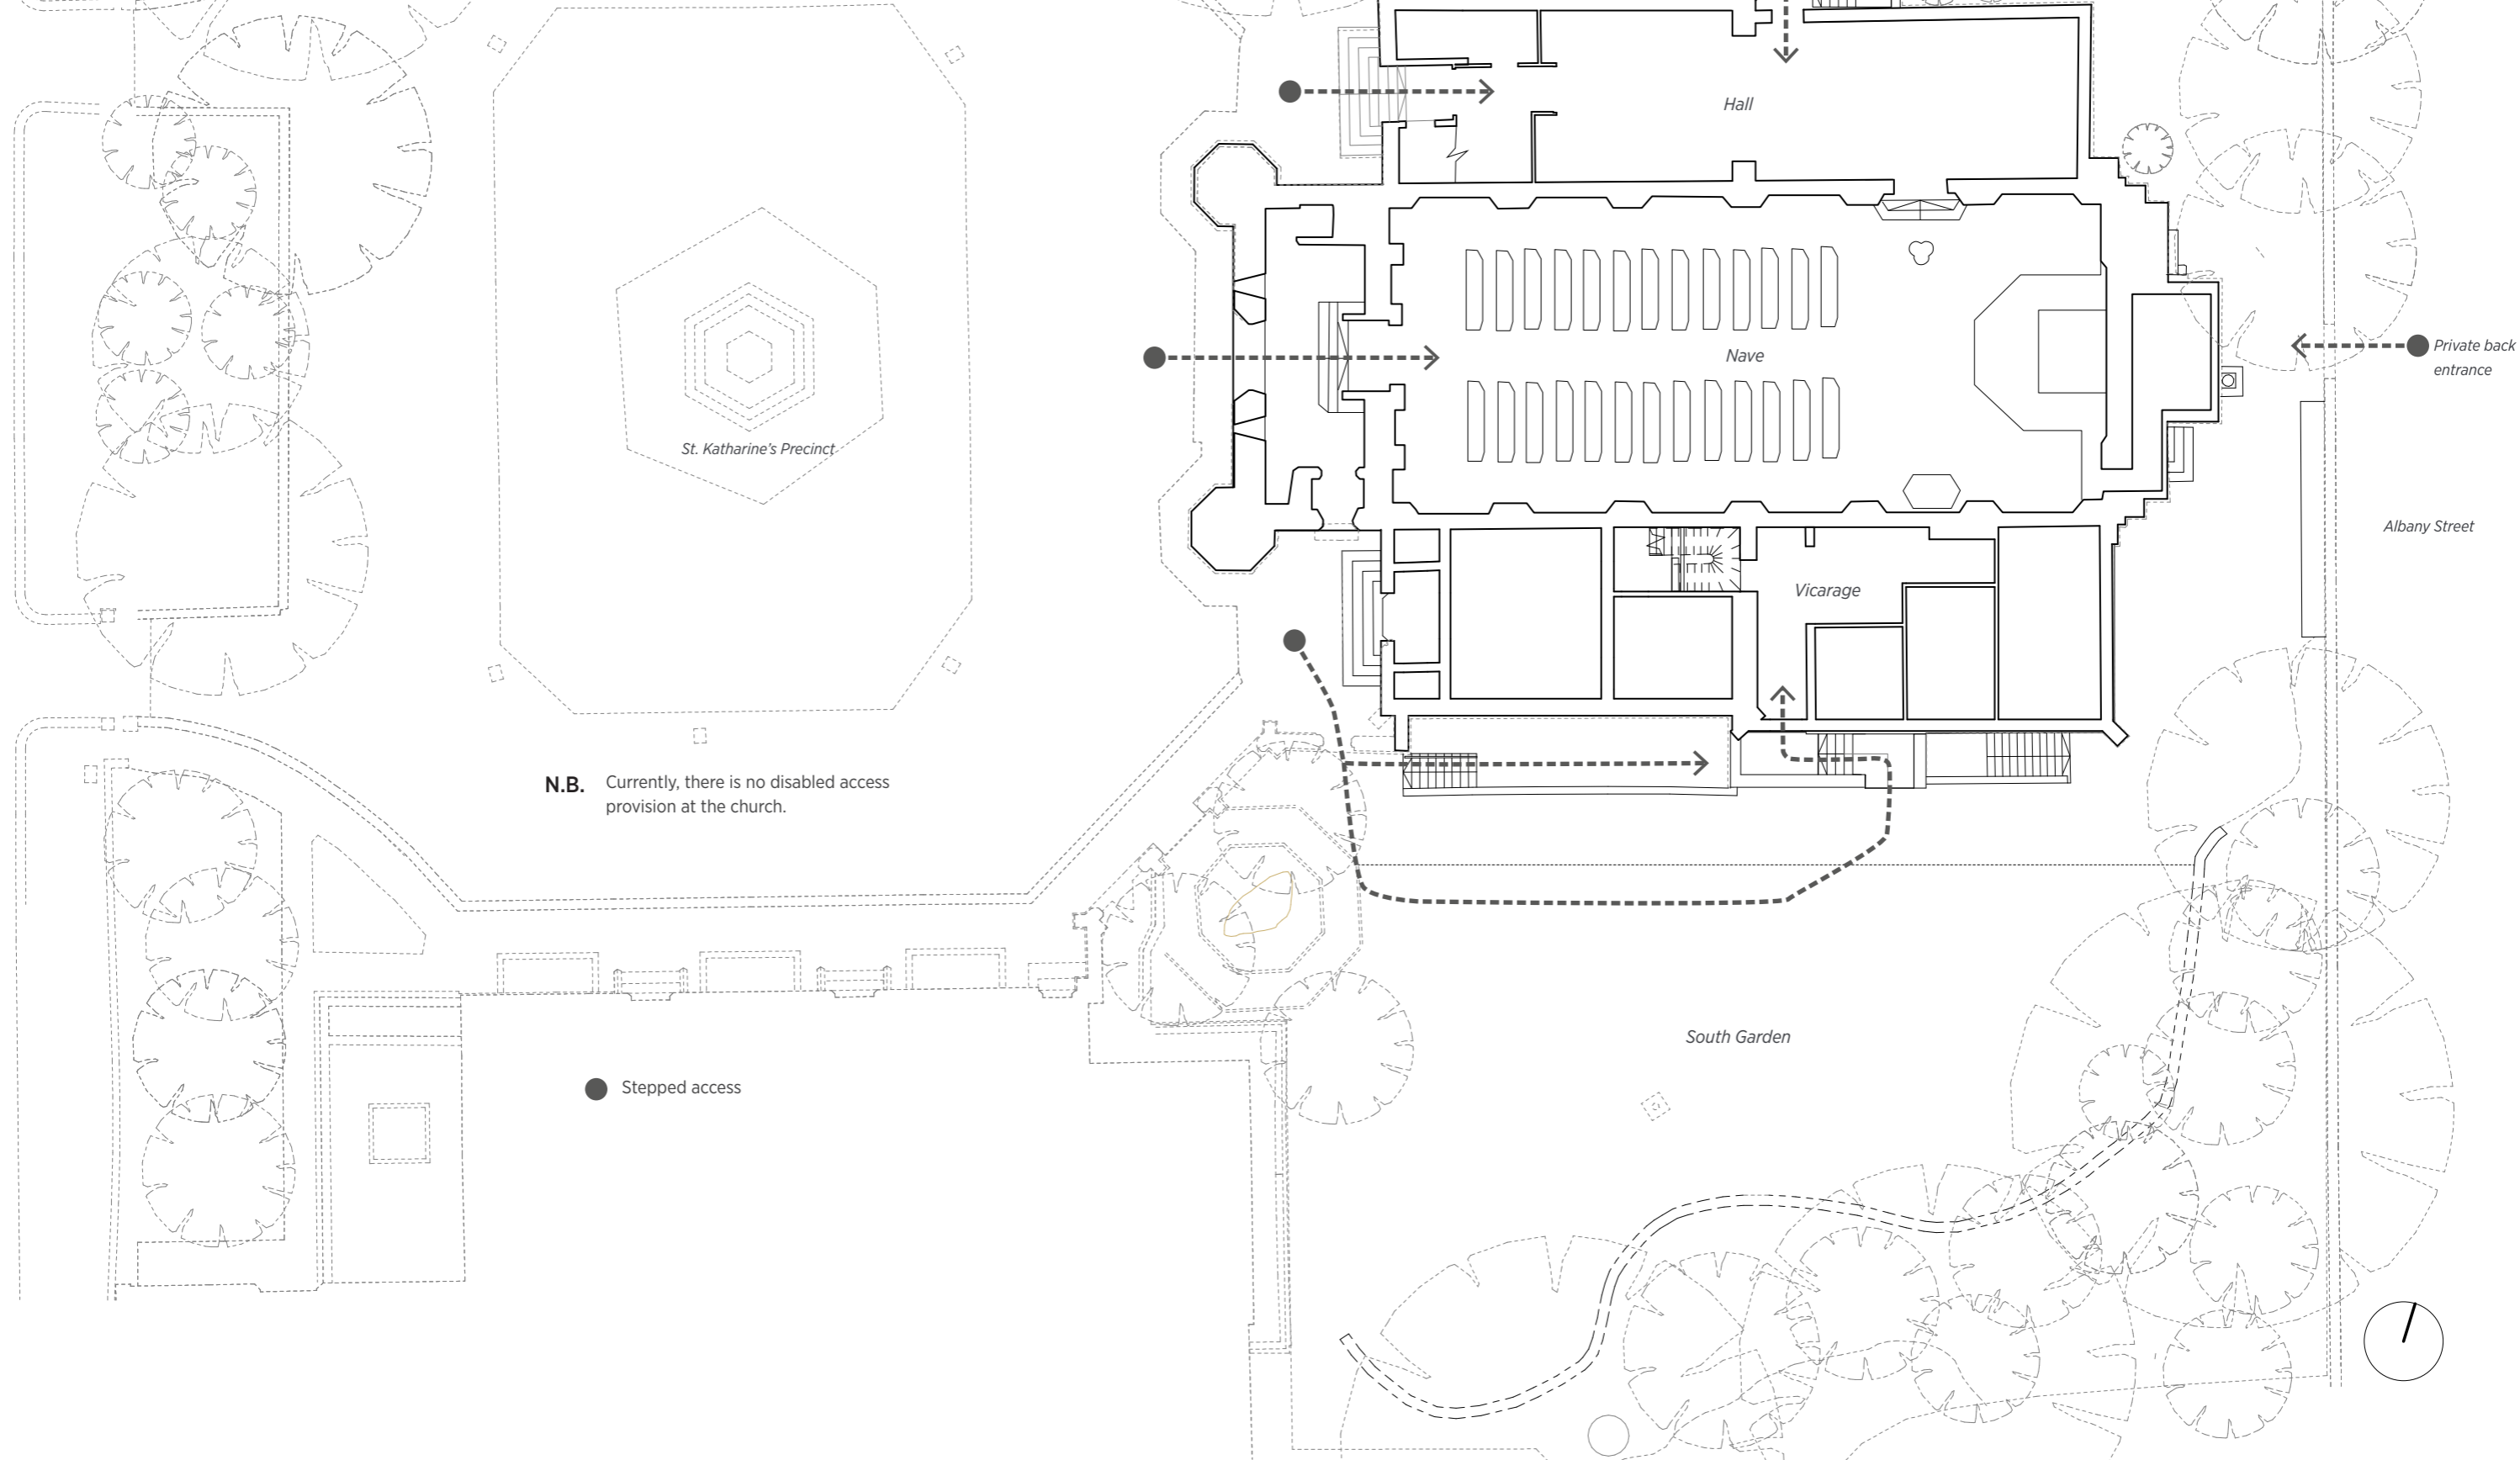 Hall
Nave
Private back
entrance
St. Katharine's Precinct
Albany Street
Vicarage
N.B. Currently, there is no disabled access
provision at the church.
South Garden
Stepped access